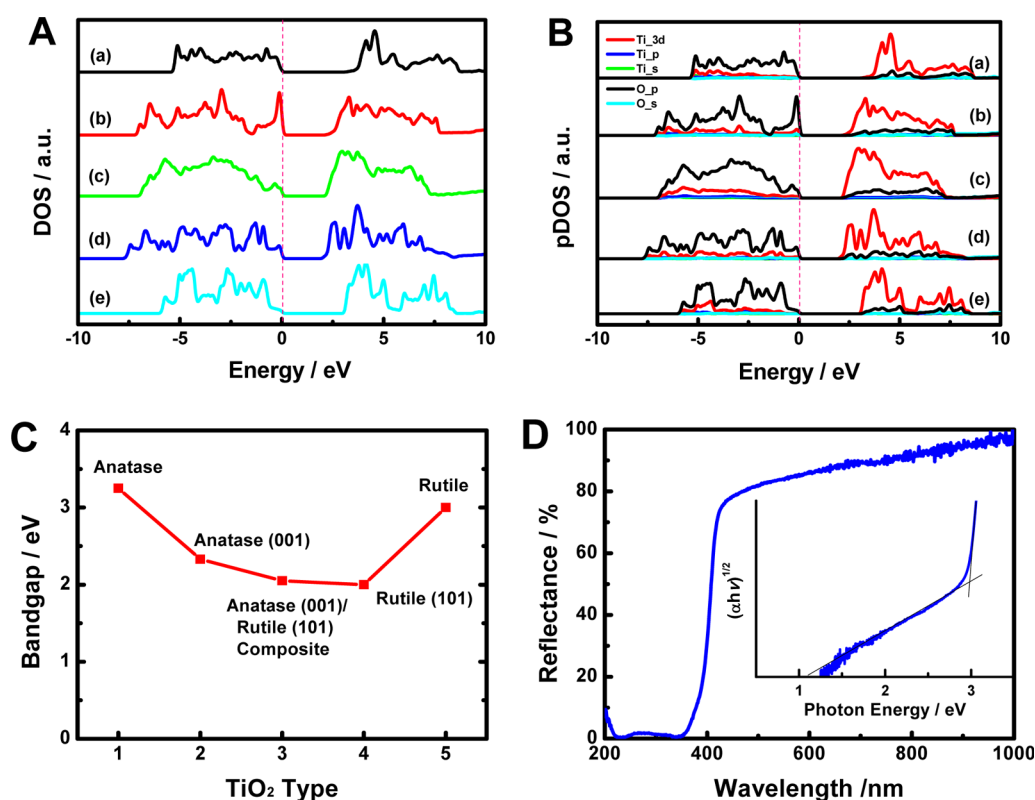 A
(a)
(b)
(c)
(d)
(e)
DOS / a.u.
-10 -5 0 5 10
Energy / eV
B
Ti_3d
Ti_p
Ti_s
O_p
O_s
(a)
(b)
(c)
(d)
(e)
pDOS / a.u.
-10 -5 0 5 10
Energy / eV
C
4
3
2
1
0
Bandgap / eV
Anatase
Anatase (001)
Anatase (001)/
Rutile (101)
Composite
Rutile (101)
Rutile
1 2 3 4 5
TiO₂ Type
D
100
80
60
40
20
0
Reflectance / %
(αhν)^1/2
1 2 3
Photon Energy / eV
200 400 600 800 1000
Wavelength /nm